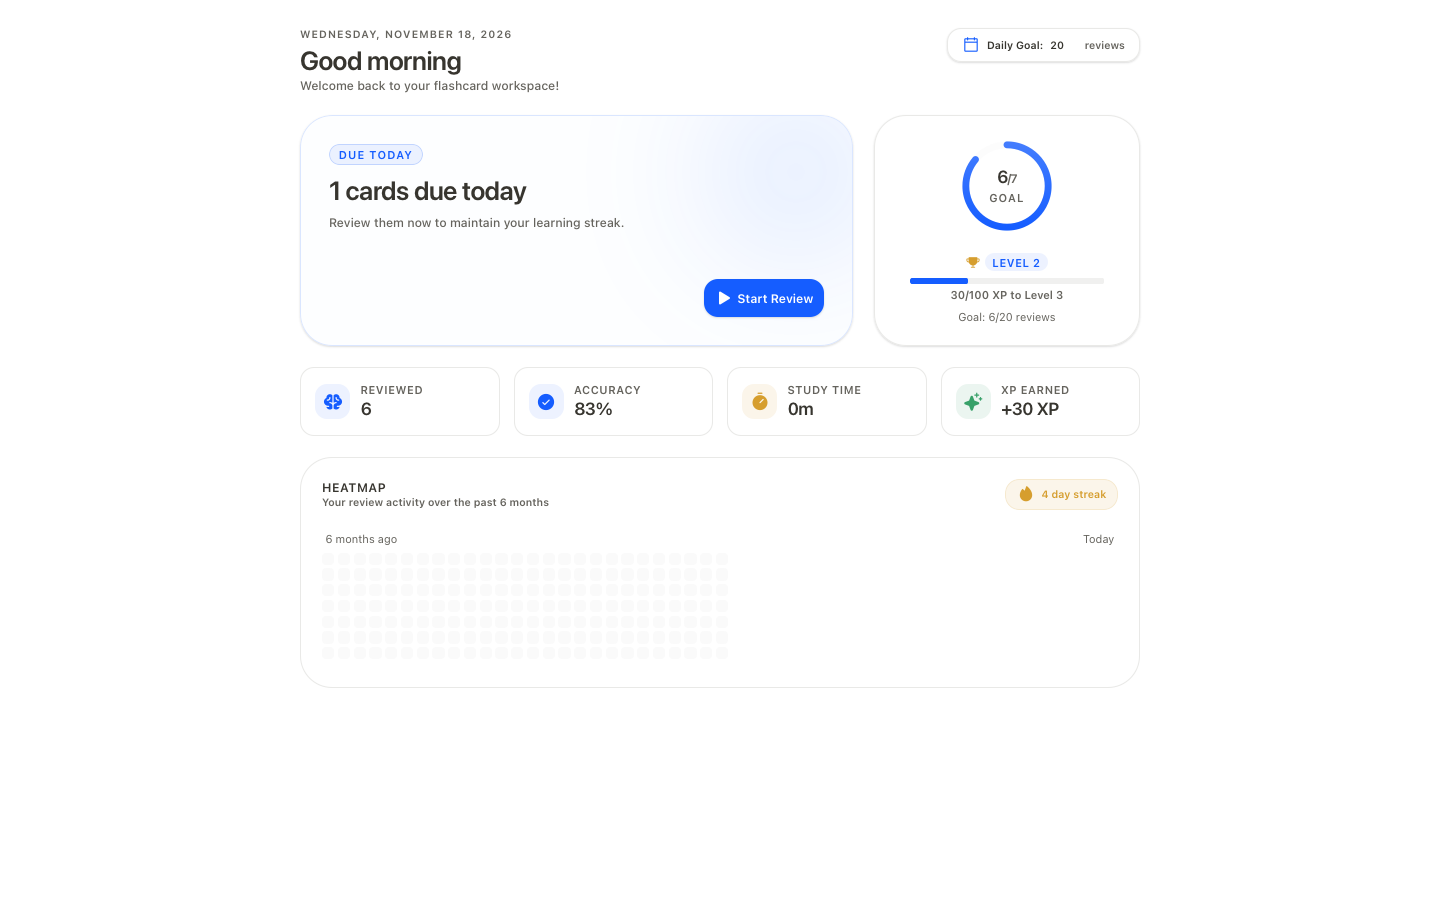 WEDNESDAY, NOVEMBER 18, 2026
Good morning
Welcome back to your flashcard workspace!
Daily Goal: 20 reviews
DUE TODAY
1 cards due today
Review them now to maintain your learning streak.
Start Review
6/7
GOAL
LEVEL 2
30/100 XP to Level 3
Goal: 6/20 reviews
REVIEWED
6
ACCURACY
83%
STUDY TIME
0m
XP EARNED
+30 XP
HEATMAP
Your review activity over the past 6 months
4 day streak
6 months ago
Today